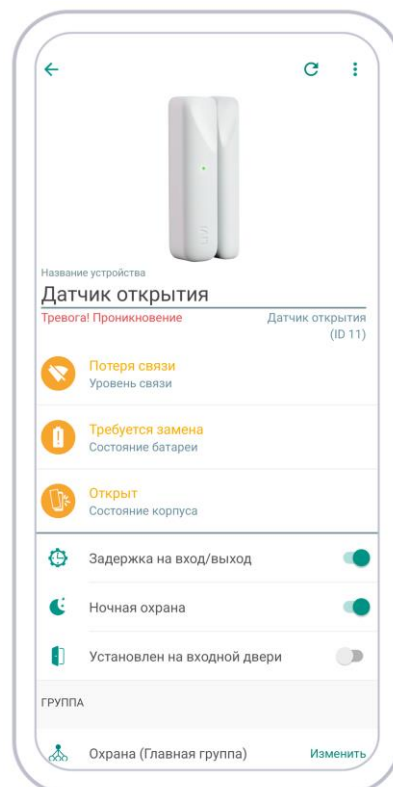 Название устройства
Датчик открытия
Тревога! Проникновение
Датчик открытия
(ID 11)
Потеря связи
Уровень связи
Требуется замена
Состояние батареи
Открыт
Состояние корпуса
Задержка на вход/выход
Ночная охрана
Установлен на входной двери
ГРУППА
Охрана (Главная группа)
Изменить